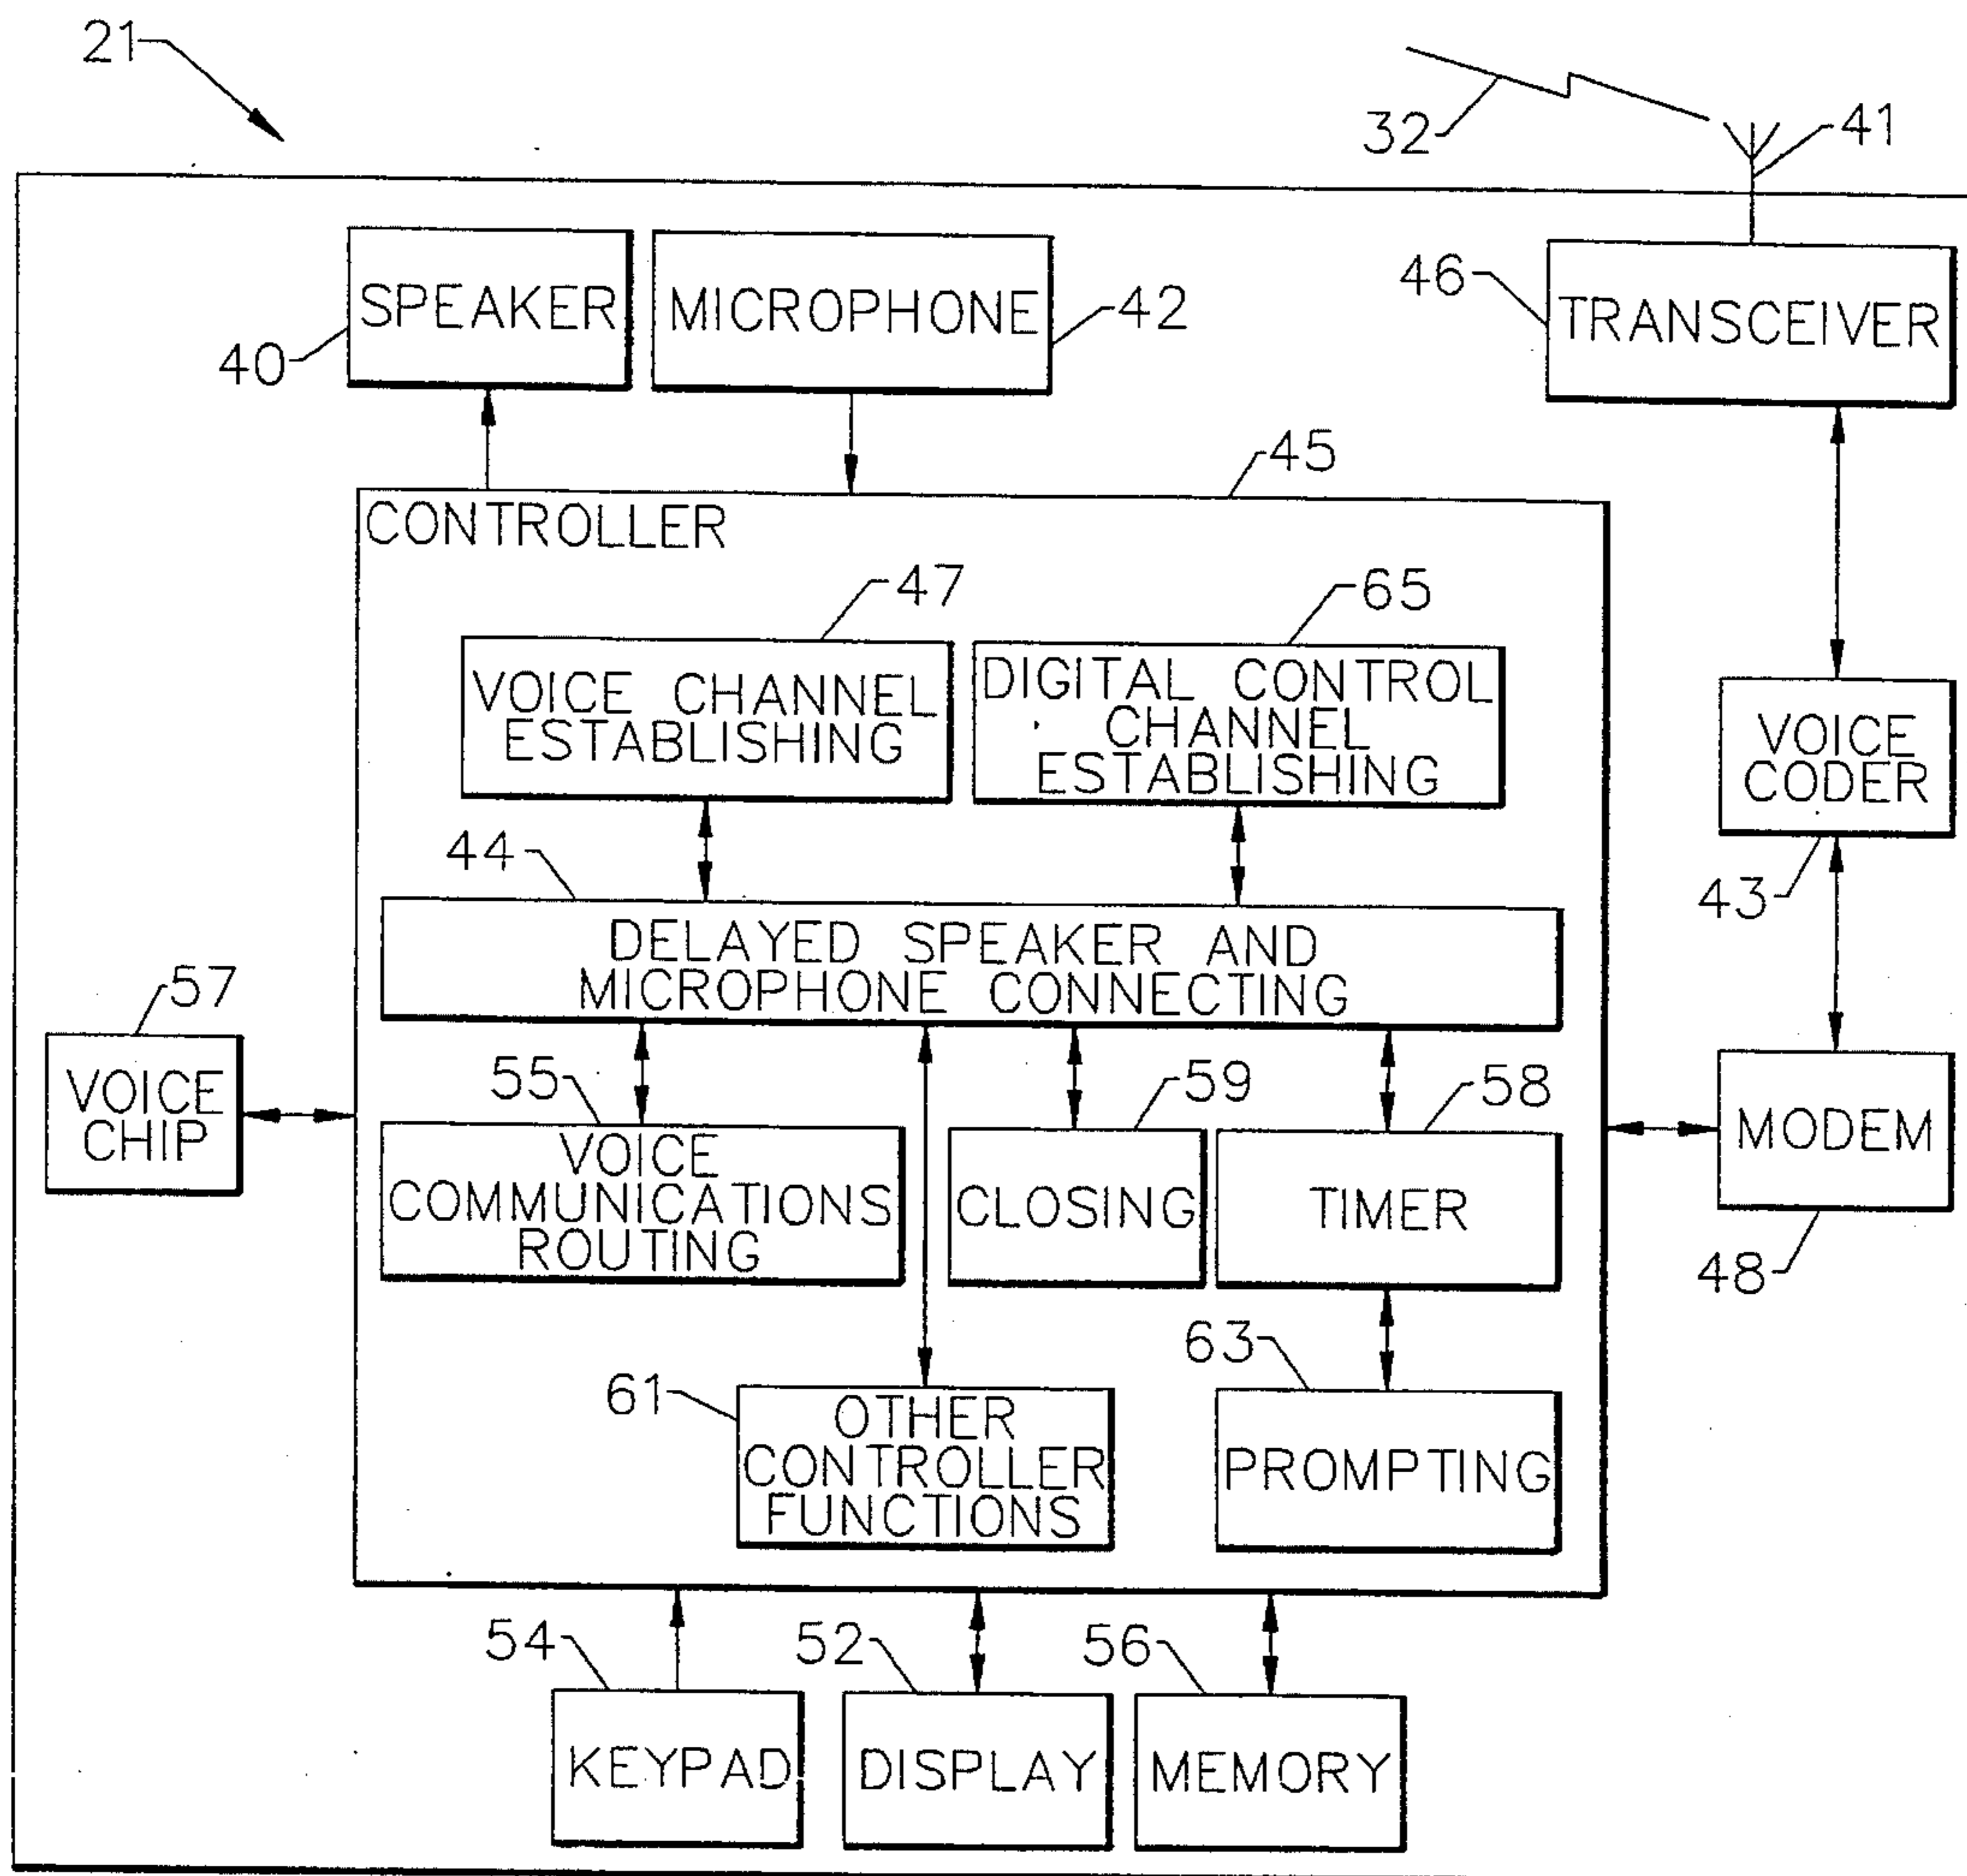 21
32
41
SPEAKER
MICROPHONE
40
42
46
TRANSCEIVER
45
CONTROLLER
47
65
VOICE CHANNEL
ESTABLISHING
DIGITAL CONTROL
CHANNEL
ESTABLISHING
VOICE
CODER
43
44
DELAYED SPEAKER AND
MICROPHONE CONNECTING
57
VOICE
CHIP
55
59
58
VOICE
COMMUNICATIONS
ROUTING
CLOSING
TIMER
MODEM
48
61
OTHER
CONTROLLER
FUNCTIONS
63
PROMPTING
54
52
56
KEYPAD
DISPLAY
MEMORY